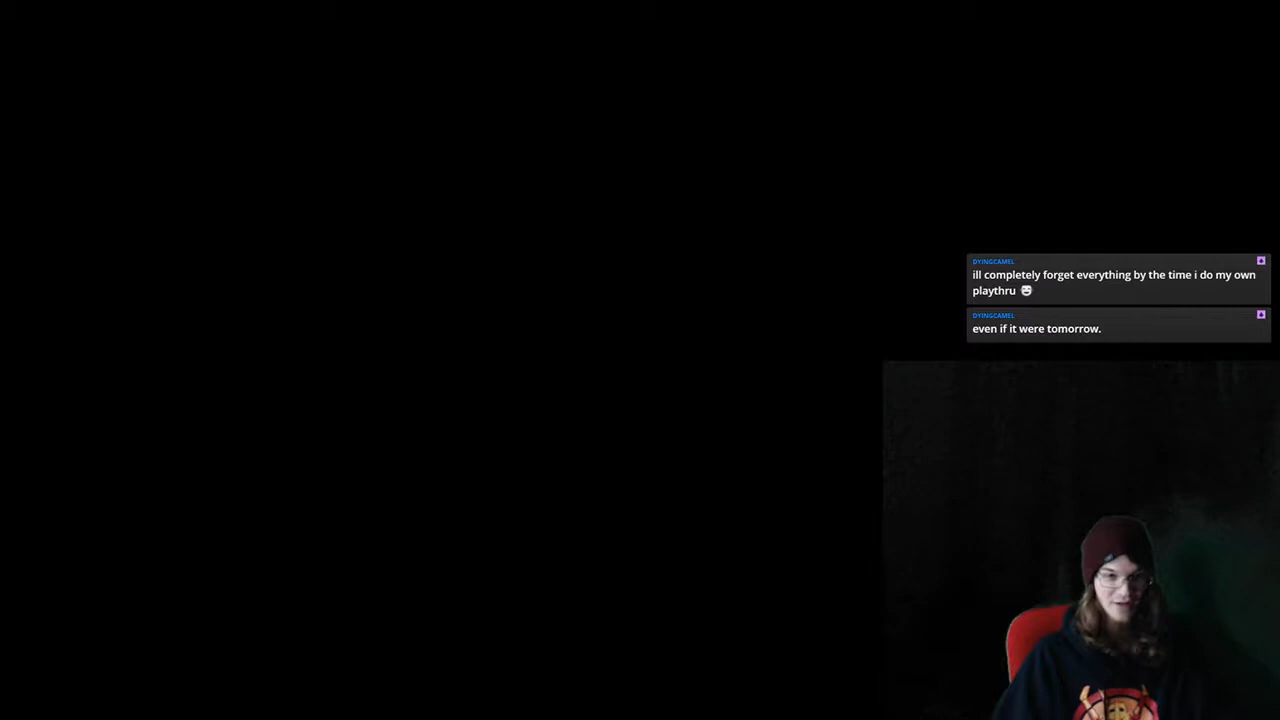 DYINGCAMEL
ill completely forget everything by the time i do my own
playthru
DYINGCAMEL
even if it were tomorrow.